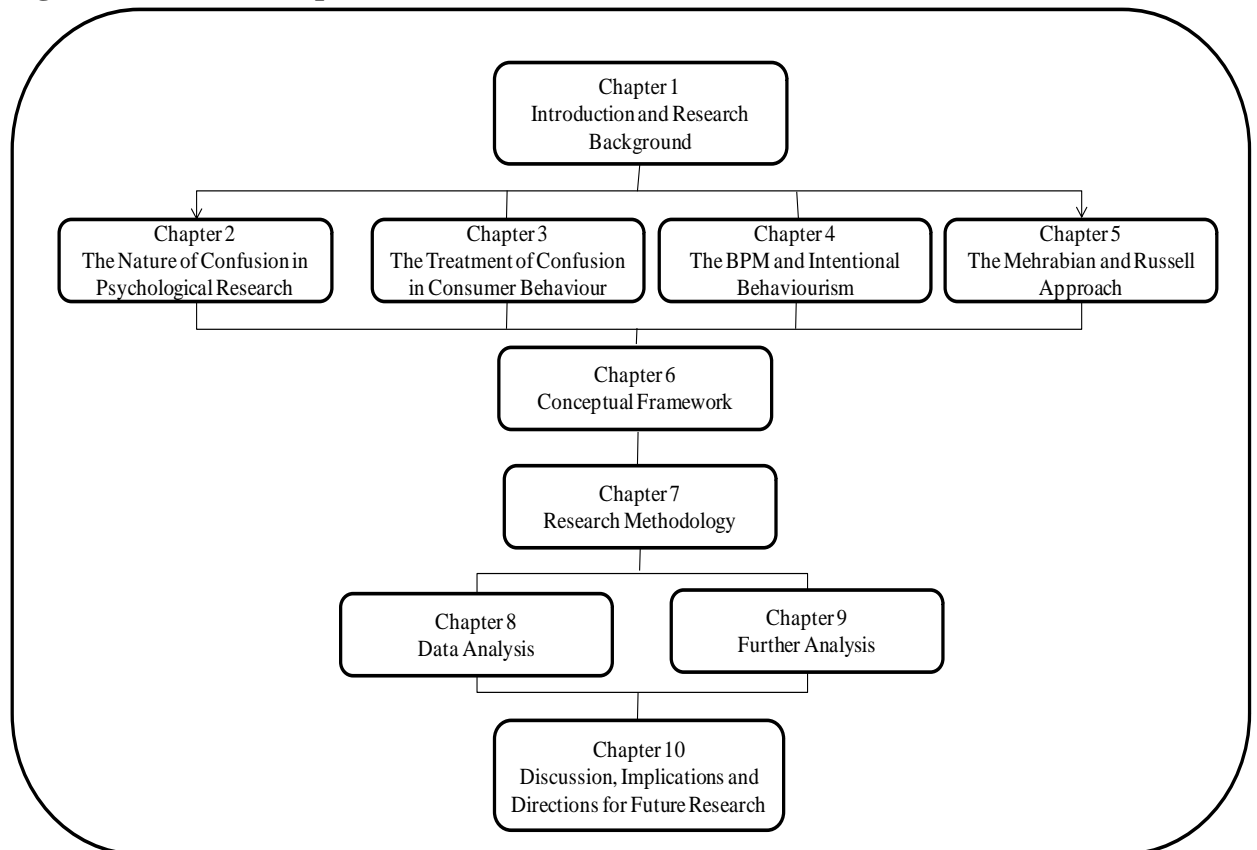 Chapter 1
Introduction and Research
Background
Chapter 2
The Nature of Confusion in
Psychological Research
Chapter 3
The Treatment of Confusion
in Consumer Behaviour
Chapter 4
The BPM and Intentional
Behaviourism
Chapter 5
The Mehrabian and Russell
Approach
Chapter 6
Conceptual Framework
Chapter 7
Research Methodology
Chapter 8
Data Analysis
Chapter 9
Further Analysis
Chapter 10
Discussion, Implications and
Directions for Future Research